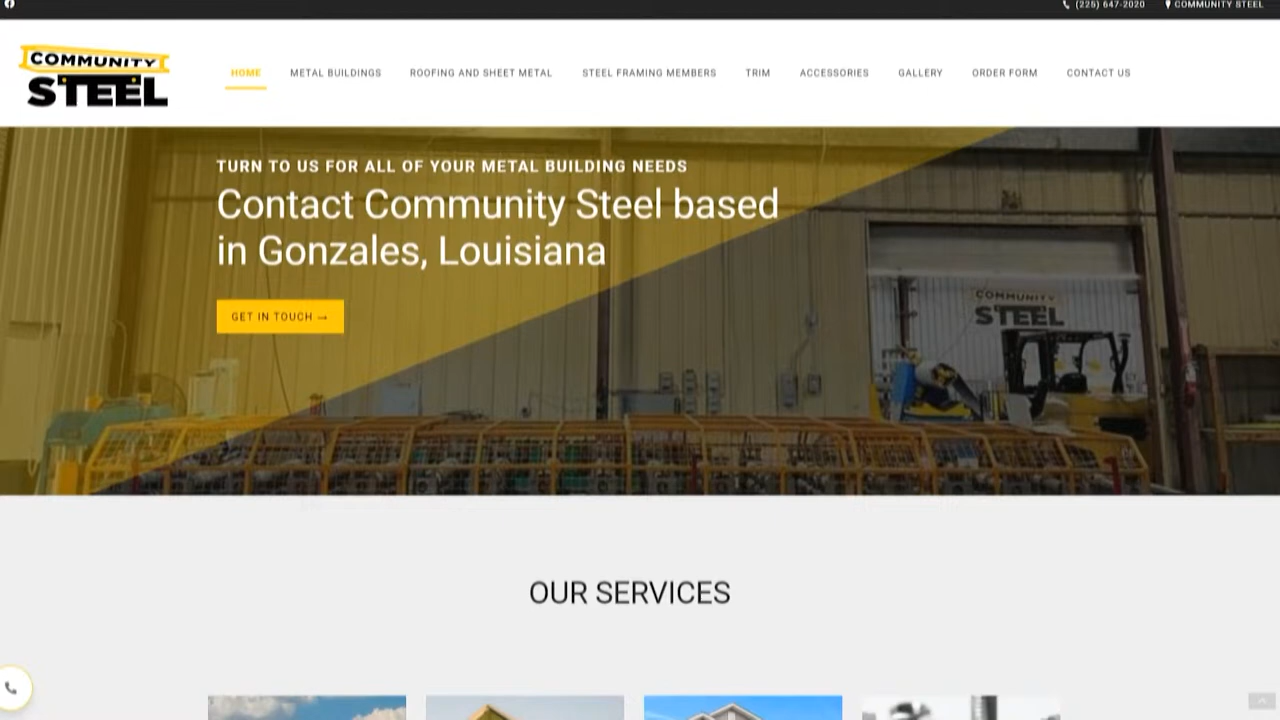 (225) 647-2020
COMMUNITY STEEL
COMMUNITY
STEEL
HOME
METAL BUILDINGS
ROOFING AND SHEET METAL
STEEL FRAMING MEMBERS
TRIM
ACCESSORIES
GALLERY
ORDER FORM
CONTACT US
TURN TO US FOR ALL OF YOUR METAL BUILDING NEEDS
Contact Community Steel based
in Gonzales, Louisiana
GET IN TOUCH →
COMMUNITY
STEEL
OUR SERVICES